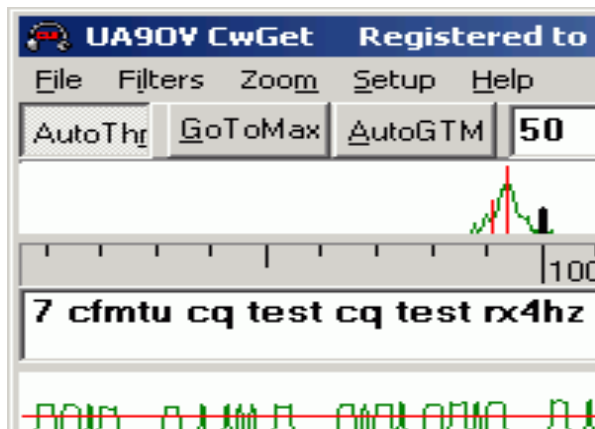 UA9OV CwGet Registered to
File Filters Zoom Setup Help
AutoThr GoToMax AutoGTM 50
100
7 cfmtu cq test cq test rx4hz